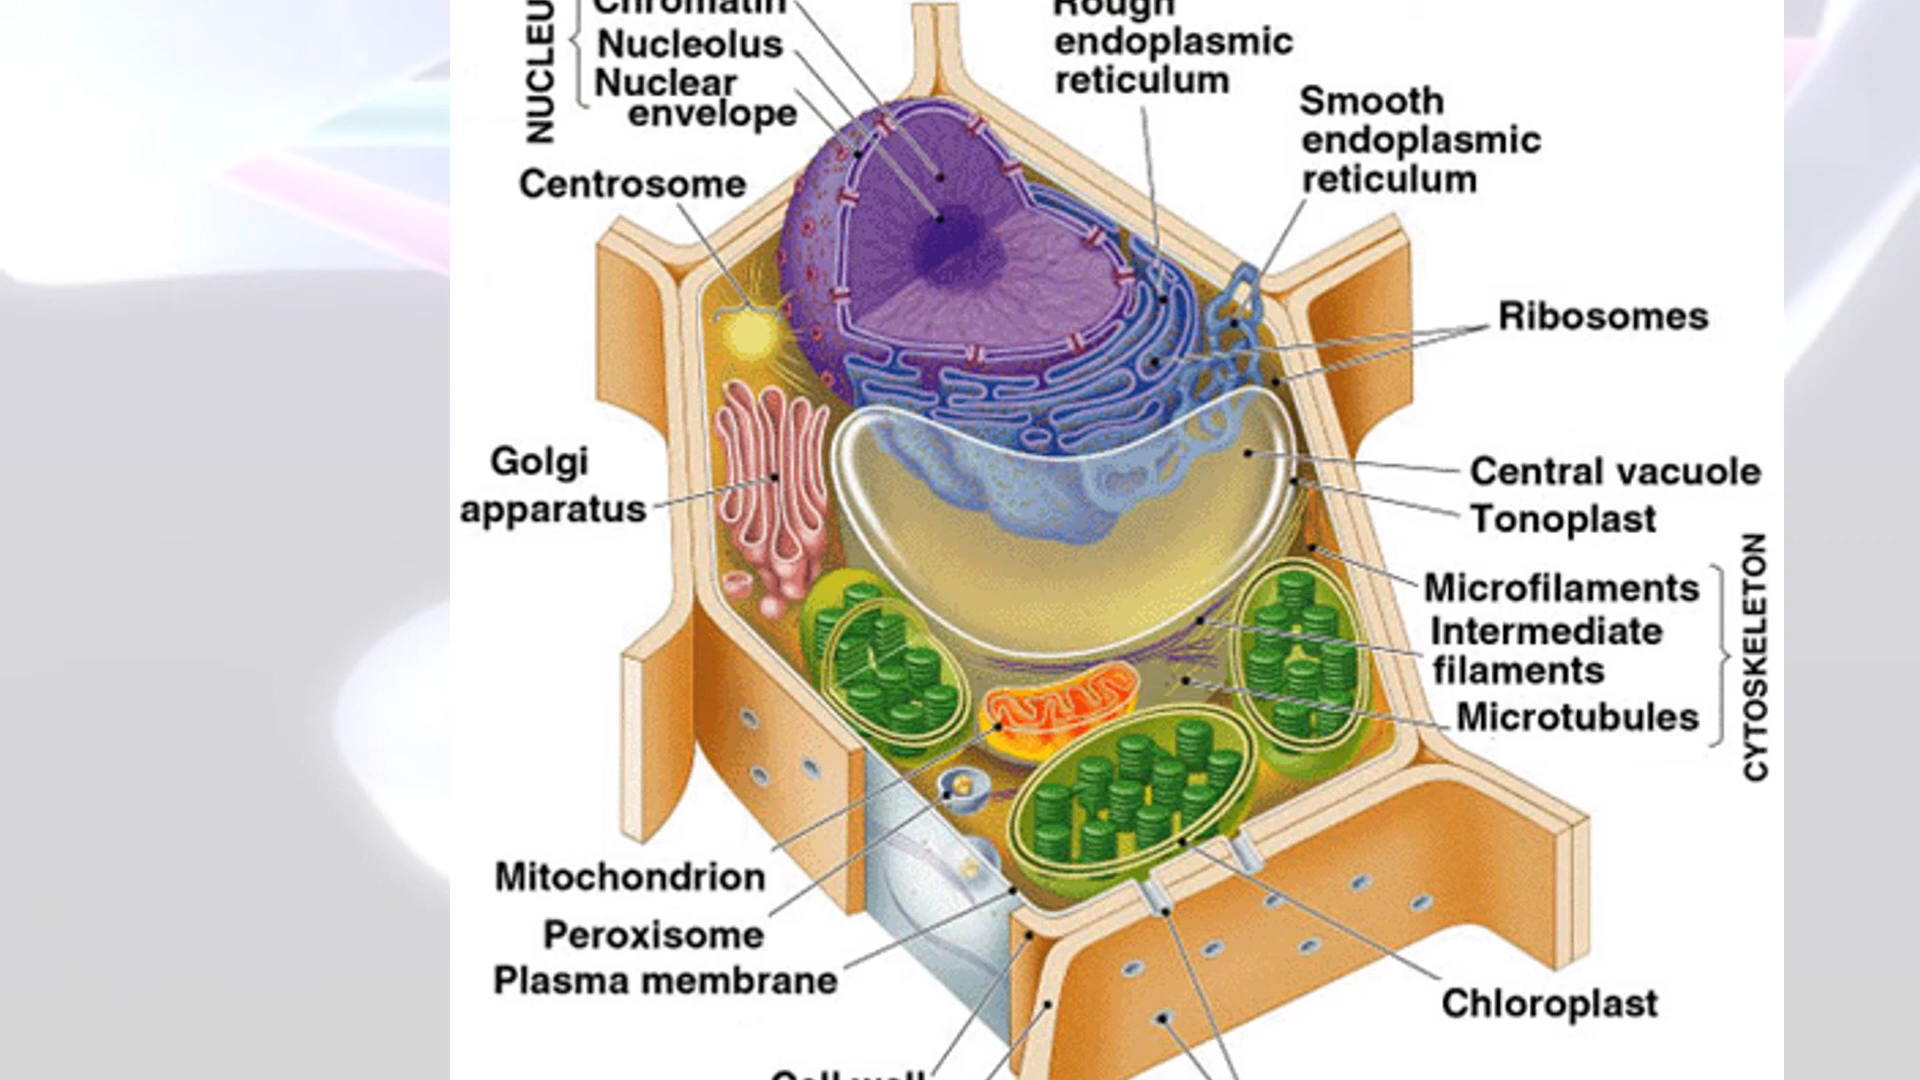 NUCLEU
Chromatin
Nucleolus
Nuclear
envelope
Centrosome
Rough
endoplasmic
reticulum
Smooth
endoplasmic
reticulum
Ribosomes
Golgi
apparatus
Central vacuole
Tonoplast
Microfilaments
Intermediate
filaments
Microtubules
CYTOSKELETON
Mitochondrion
Peroxisome
Plasma membrane
Chloroplast
Cell wall